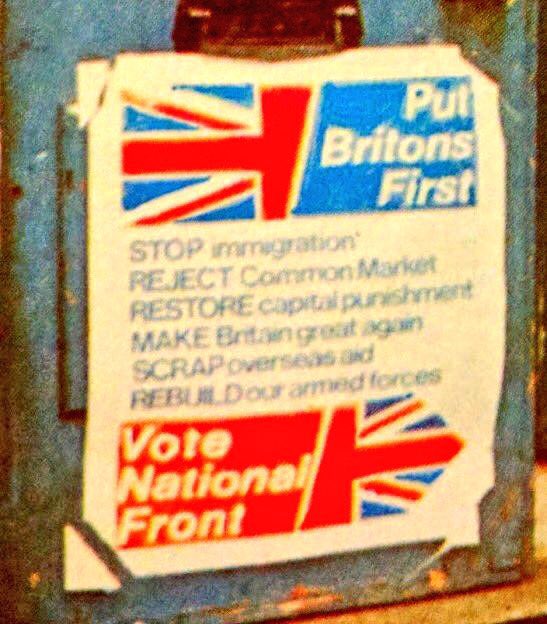 Put
Britons
First
STOP immigration
REJECT Common Market
RESTORE capital punishment
MAKE Britain great again
SCRAP overseas aid
REBUILD our armed forces
Vote
National
Front